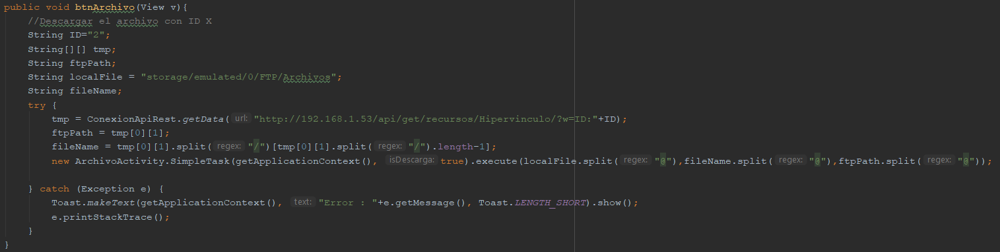 public void btnArchivo(View v){
    //Descargar el archivo con ID X
    String ID="2";
    String[][] tmp;
    String ftpPath;
    String localFile = "storage/emulated/0/FTP/Archivos";
    String fileName;
    try {
        tmp = ConexionApiRest.getData( url: "http://192.168.1.53/api/get/recursos/Hipervinculo/?w=ID:"+ID);
        ftpPath = tmp[0][1];
        fileName = tmp[0][1].split( regex: "/")[tmp[0][1].split( regex: "/").length-1];
        new ArchivoActivity.SimpleTask(getApplicationContext(), isDescarga: true).execute(localFile.split( regex: "@"),fileName.split( regex: "@"),ftpPath.split( regex: "@"));
    } catch (Exception e) {
        Toast.makeText(getApplicationContext(), text: "Error : "+e.getMessage(), Toast.LENGTH_SHORT).show();
        e.printStackTrace();
    }
}